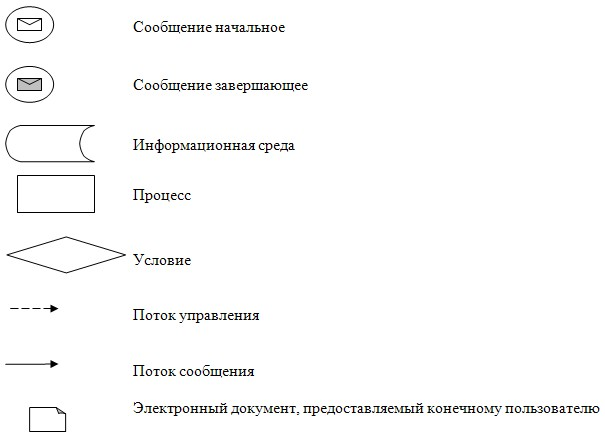 Сообщение начальное
Сообщение завершающее
Информационная среда
Процесс
Условие
Поток управления
Поток сообщения
Электронный документ, предоставляемый конечному пользователю